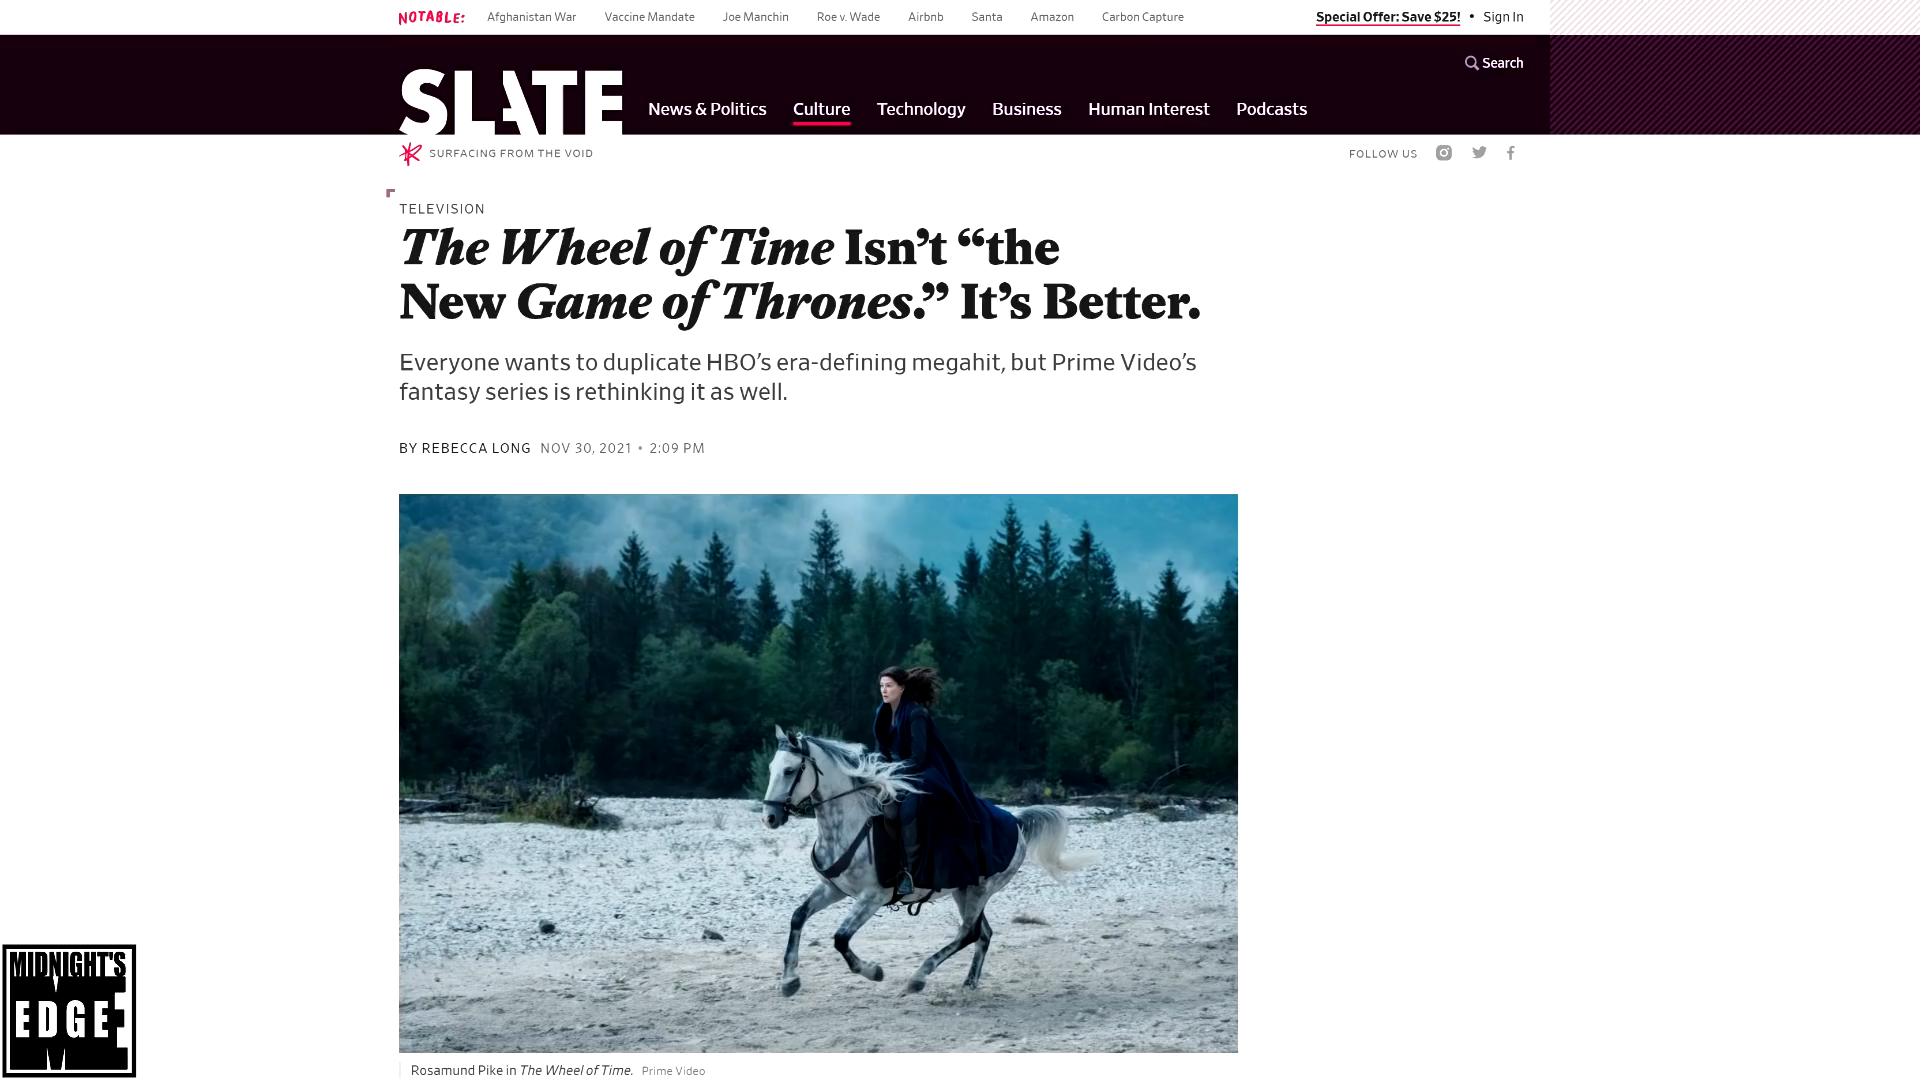 NOTABLE: Afghanistan War Vaccine Mandate Joe Manchin Roe v. Wade Airbnb Santa Amazon Carbon Capture Special Offer: Save $25! • Sign In
Search
SLATE News & Politics Culture Technology Business Human Interest Podcasts
SURFACING FROM THE VOID FOLLOW US
TELEVISION
The Wheel of Time Isn’t “the
New Game of Thrones.” It’s Better.
Everyone wants to duplicate HBO’s era-defining megahit, but Prime Video’s
fantasy series is rethinking it as well.
BY REBECCA LONG NOV 30, 2021 • 2:09 PM
MIDNIGHT'S
EDGE
Rosamund Pike in The Wheel of Time. Prime Video